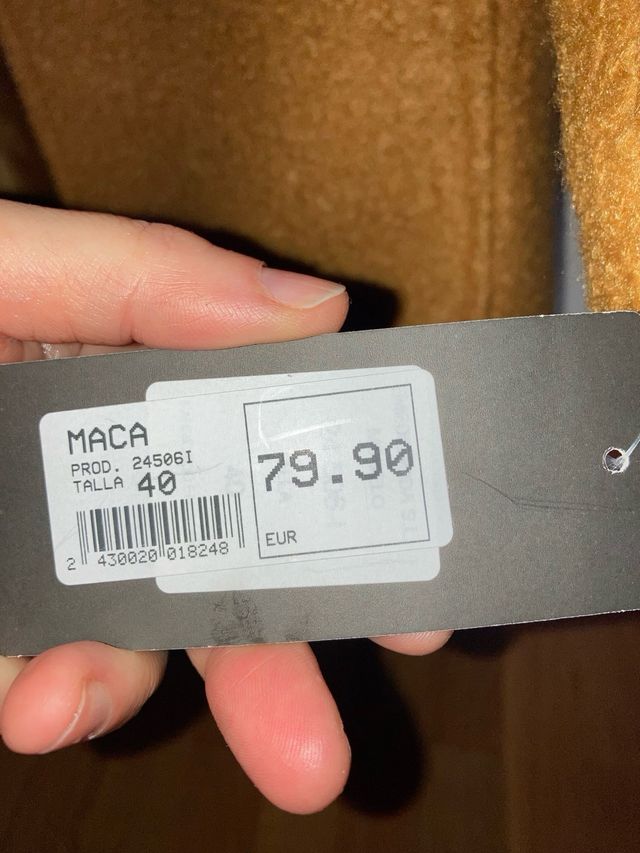 MACA
PROD. 24506I
TALLA 40
2 430020 018248
79.90
EUR